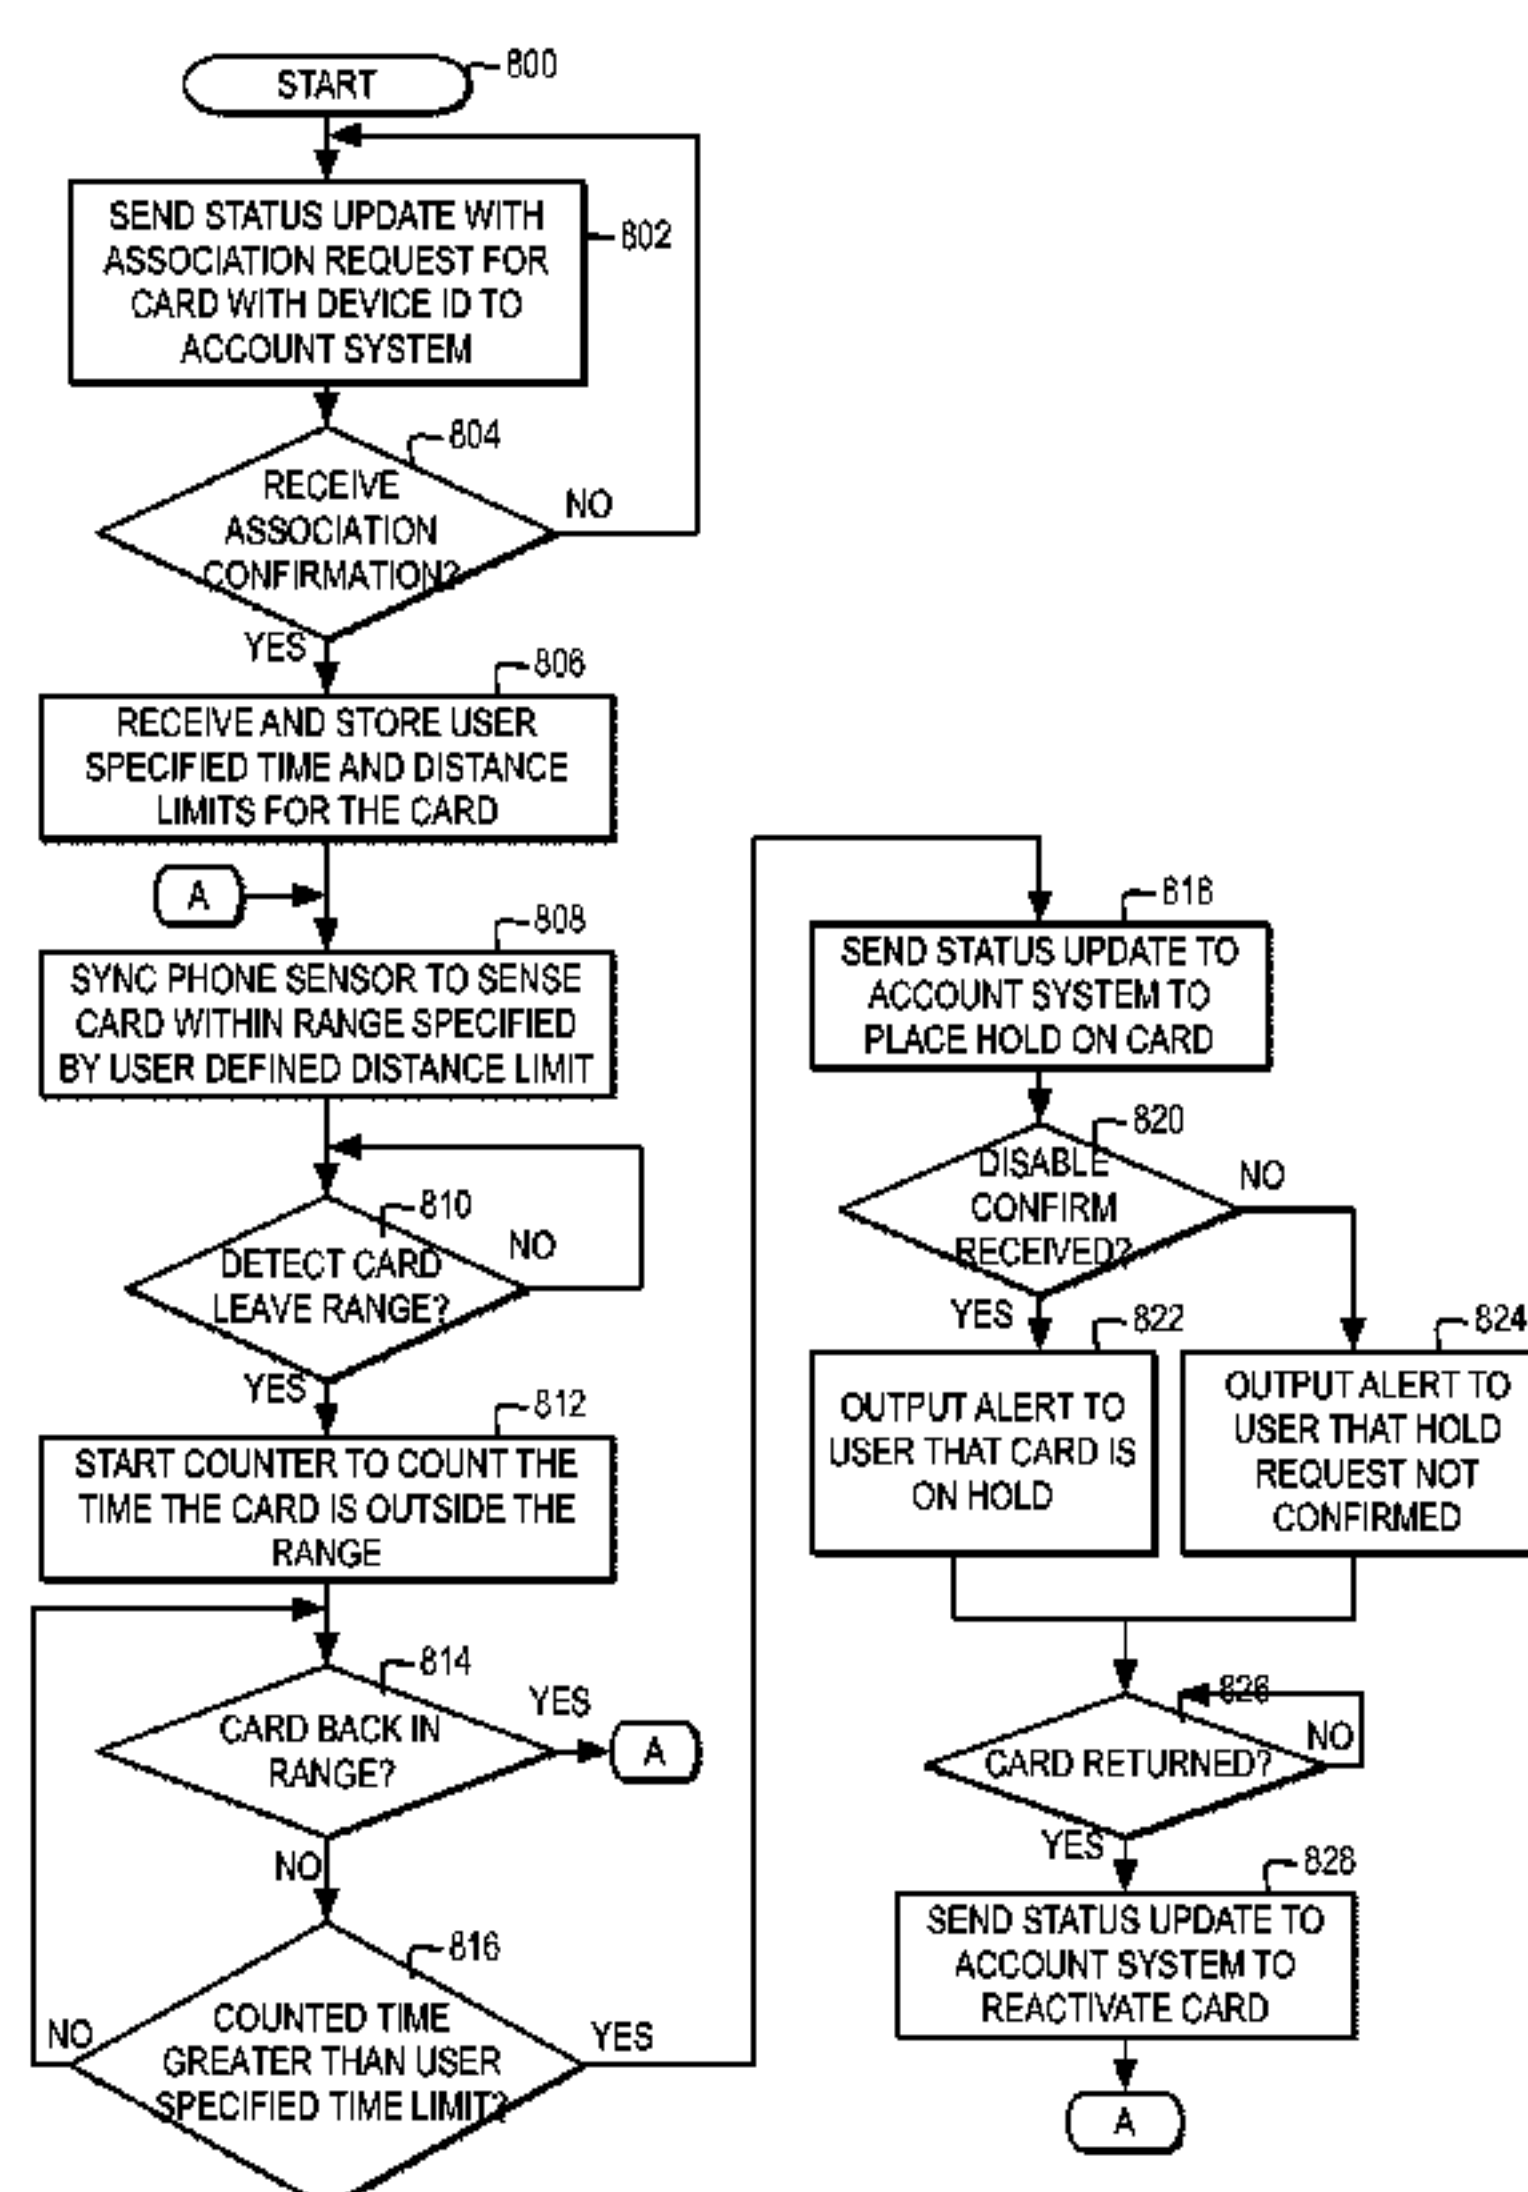 START
800
SEND STATUS UPDATE WITH
ASSOCIATION REQUEST FOR
CARD WITH DEVICE ID TO
ACCOUNT SYSTEM
802
804
RECEIVE
ASSOCIATION
CONFIRMATION?
NO
YES
806
RECEIVE AND STORE USER
SPECIFIED TIME AND DISTANCE
LIMITS FOR THE CARD
A
808
SYNC PHONE SENSOR TO SENSE
CARD WITHIN RANGE SPECIFIED
BY USER DEFINED DISTANCE LIMIT
810
DETECT CARD
LEAVE RANGE?
NO
YES
812
START COUNTER TO COUNT THE
TIME THE CARD IS OUTSIDE THE
RANGE
814
CARD BACK IN
RANGE?
YES
A
NO
816
COUNTED TIME
GREATER THAN USER
SPECIFIED TIME LIMIT?
NO
YES
818
SEND STATUS UPDATE TO
ACCOUNT SYSTEM TO
PLACE HOLD ON CARD
820
DISABLE
CONFIRM
RECEIVED?
NO
YES
822
OUTPUT ALERT TO
USER THAT CARD IS
ON HOLD
824
OUTPUT ALERT TO
USER THAT HOLD
REQUEST NOT
CONFIRMED
826
CARD RETURNED?
NO
YES
828
SEND STATUS UPDATE TO
ACCOUNT SYSTEM TO
REACTIVATE CARD
A